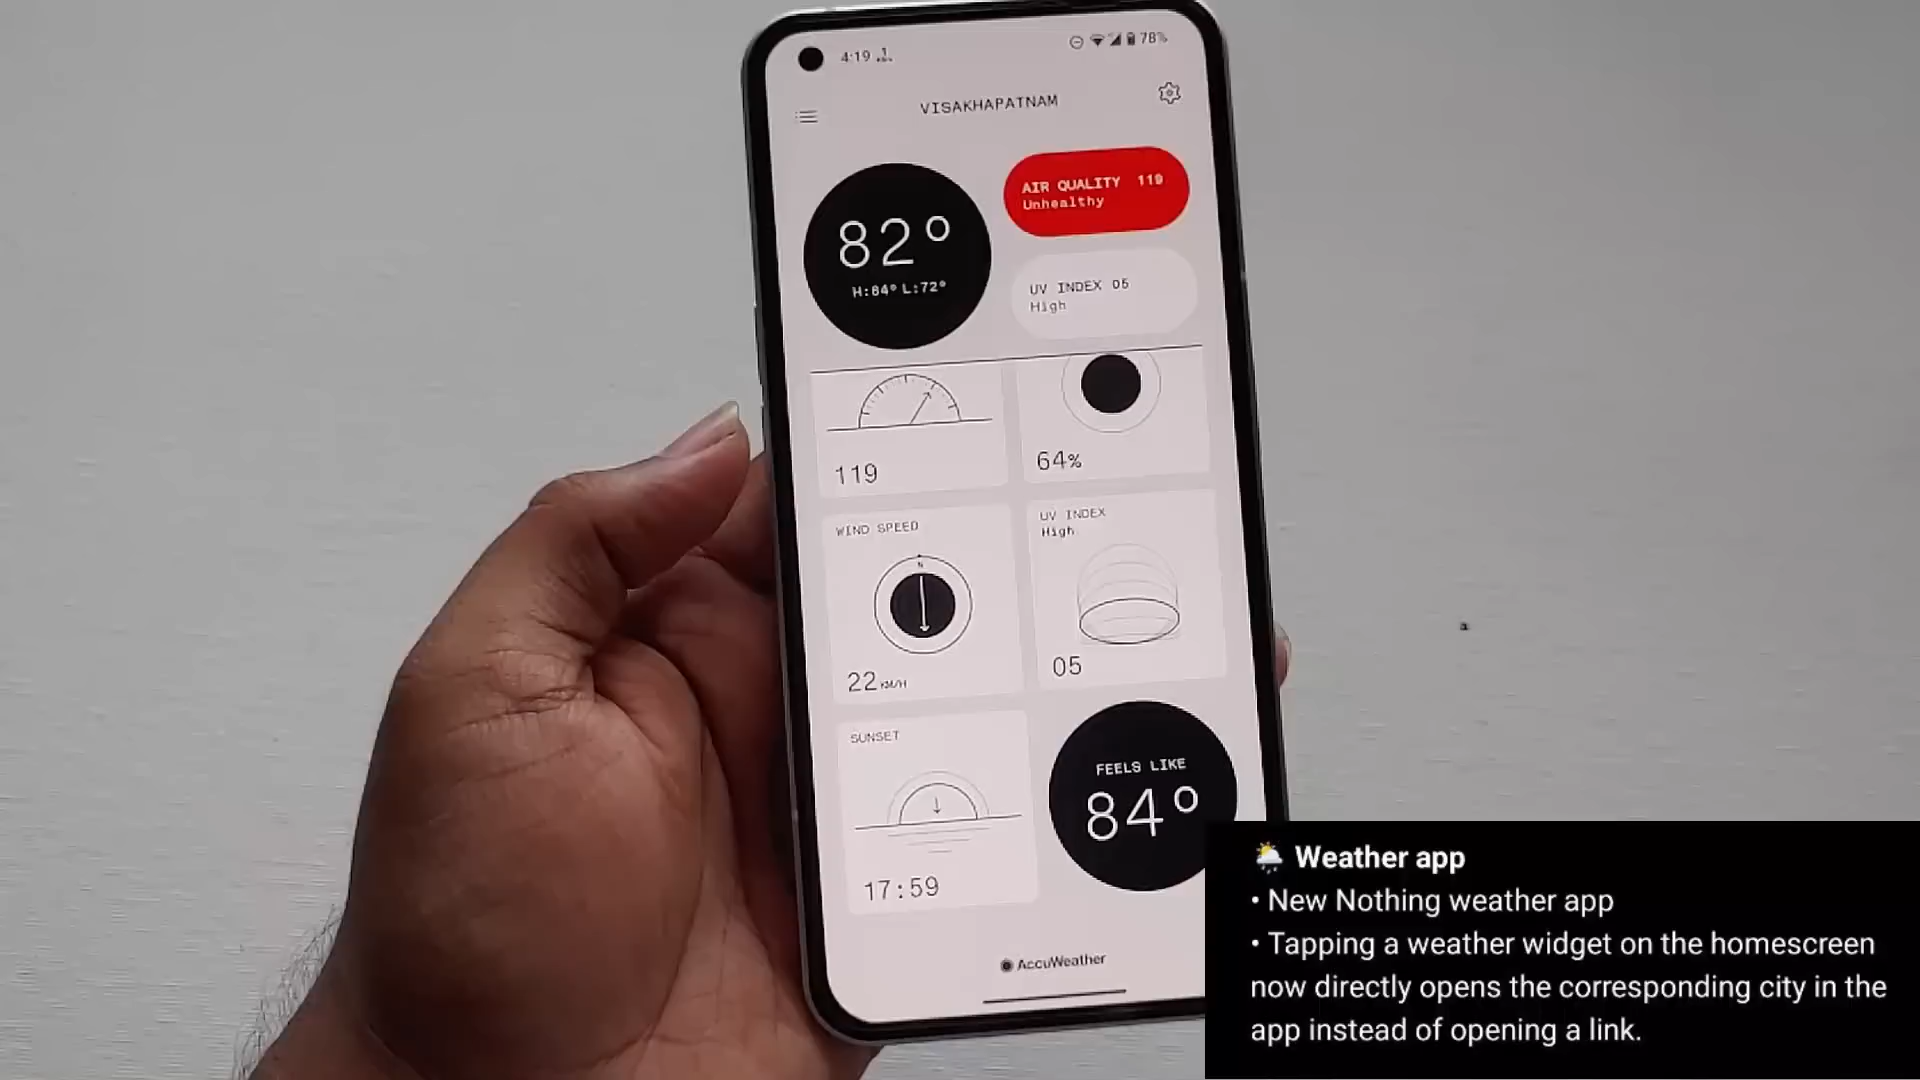 4:19
78%
VISAKHAPATNAM
82°
H:84° L:72°
AIR QUALITY 119
Unhealthy
UV INDEX 05
High
119
64%
WIND SPEED
N
22 KM/H
UV INDEX
High
05
SUNSET
17:59
FEELS LIKE
84°
AccuWeather
Weather app
• New Nothing weather app
• Tapping a weather widget on the homescreen
now directly opens the corresponding city in the
app instead of opening a link.